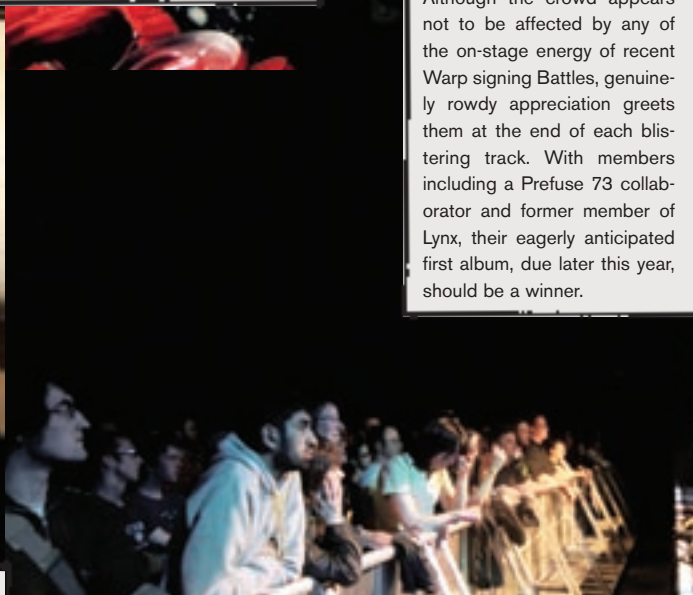 Although the crowd appears
not to be affected by any of
the on-stage energy of recent
Warp signing Battles, genuine-
ly rowdy appreciation greets
them at the end of each blis-
tering track. With members
including a Prefuse 73 collab-
orator and former member of
Lynx, their eagerly anticipated
first album, due later this year,
should be a winner.